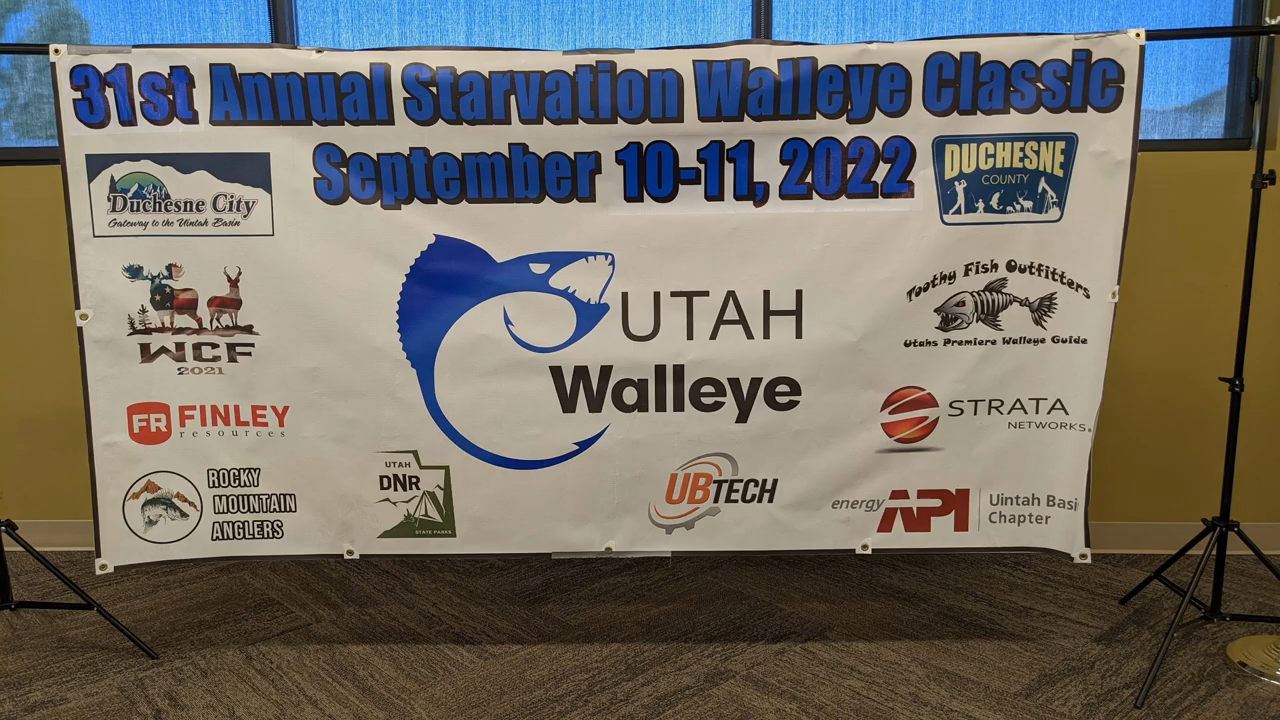 31st Annual Starvation Walleye Classic
September 10-11, 2022
Duchesne City
Gateway to the Uintah Basin
DUCHESNE
COUNTY
WCF
2021
Toothy Fish Outfitters
Utahs Premiere Walleye Guide
UTAH
Walleye
FR FINLEY
resources
STRATA
NETWORKS
ROCKY
MOUNTAIN
ANGLERS
UTAH
DNR
STATE PARKS
UBTECH
energy API
Uintah Basi
Chapter